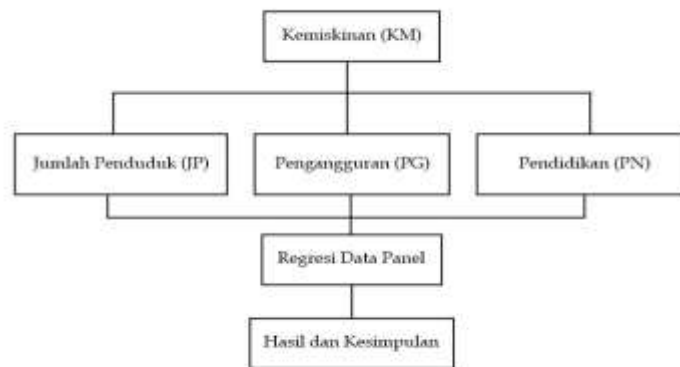 Kemiskinan (KM)
Jumlah Penduduk (JP)
Pengangguran (PG)
Pendidikan (PN)
Regresi Data Panel
Hasil dan Kesimpulan